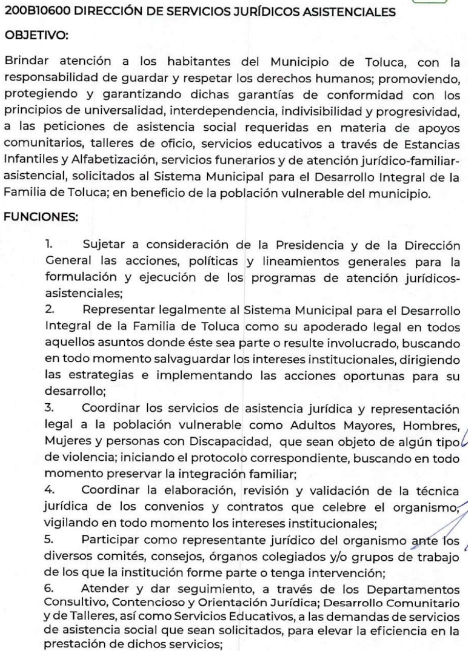 200B10600 DIRECCIÓN DE SERVICIOS JURÍDICOS ASISTENCIALES
OBJETIVO:
Brindar atención a los habitantes del Municipio de Toluca, con la
responsabilidad de guardar y respetar los derechos humanos; promoviendo,
protegiendo y garantizando dichas garantías de conformidad con los
principios de universalidad, interdependencia, indivisibilidad y progresividad,
a las peticiones de asistencia social requeridas en materia de apoyos
comunitarios, talleres de oficio, servicios educativos a través de Estancias
Infantiles y Alfabetización, servicios funerarios y de atención jurídico-familiar-
asistencial, solicitados al Sistema Municipal para el Desarrollo Integral de la
Familia de Toluca; en beneficio de la población vulnerable del municipio.
FUNCIONES:
1. Sujetar a consideración de la Presidencia y de la Dirección
General las acciones, políticas y lineamientos generales para la
formulación y ejecución de los programas de atención jurídicos-
asistenciales;
2. Representar legalmente al Sistema Municipal para el Desarrollo
Integral de la Familia de Toluca como su apoderado legal en todos
aquellos asuntos donde éste sea parte o resulte involucrado, buscando
en todo momento salvaguardar los intereses institucionales, dirigiendo
las estrategias e implementando las acciones oportunas para su
desarrollo;
3. Coordinar los servicios de asistencia jurídica y representación
legal a la población vulnerable como Adultos Mayores, Hombres,
Mujeres y personas con Discapacidad, que sean objeto de algún tipo
de violencia; iniciando el protocolo correspondiente, buscando en todo
momento preservar la integración familiar;
4. Coordinar la elaboración, revisión y validación de la técnica
jurídica de los convenios y contratos que celebre el organismo,
vigilando en todo momento los intereses institucionales;
5. Participar como representante jurídico del organismo ante los
diversos comités, consejos, órganos colegiados y/o grupos de trabajo
de los que la institución forme parte o tenga intervención;
6. Atender y dar seguimiento, a través de los Departamentos
Consultivo, Contencioso y Orientación Jurídica; Desarrollo Comunitario
y de Talleres, así como Servicios Educativos, a las demandas de servicios
de asistencia social que sean solicitados, para elevar la eficiencia en la
prestación de dichos servicios;